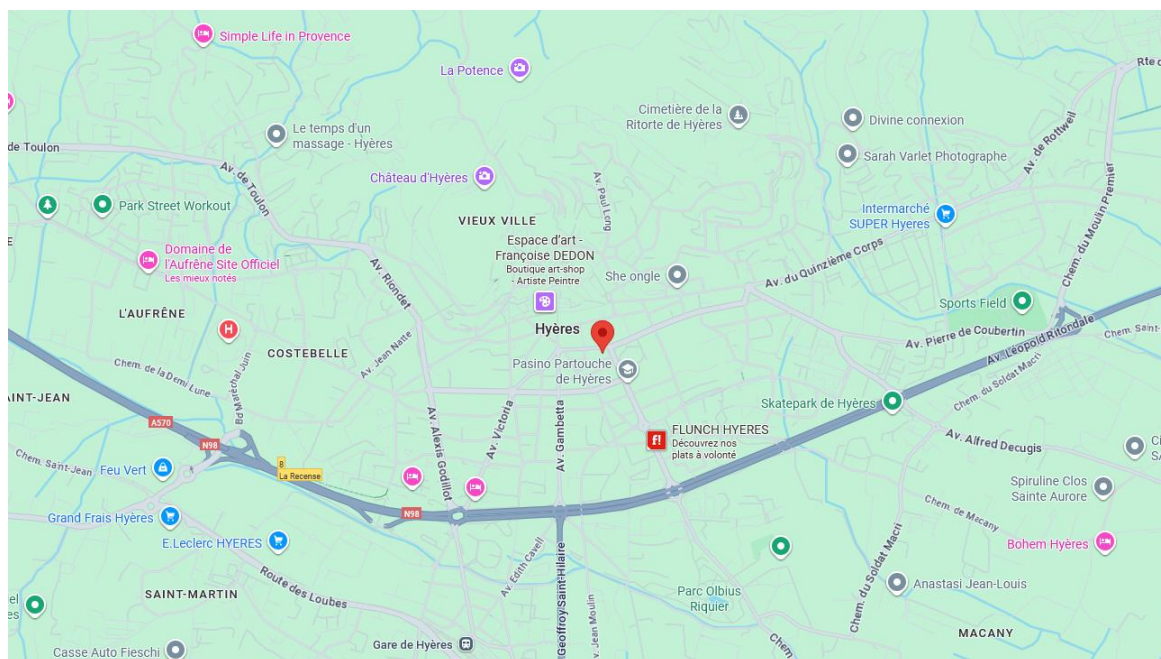 Simple Life in Provence
La Potence
Rte d
Cimetière de la
Ritorte de Hyères
Divine connexion
Le temps d'un
massage - Hyères
de Toulon
Av. de Toulon
Sarah Varlet Photographe
Av. de Rottweil
Château d'Hyères
Av. Paul Long
Chem. du Moulin Premier
Park Street Workout
VIEUX VILLE
Intermarché
SUPER Hyeres
Espace d'art -
Françoise DEDON
Boutique art-shop
- Artiste Peintre
Domaine de
l'Aufrêne Site Officiel
Les mieux notés
Av. Riondet
She ongle
Av. du Quinzième Corps
Sports Field
L'AUFRÊNE
H
Hyères
Av. Pierre de Coubertin
Chem. Saint-
Av. Léopold Ritondale
COSTEBELLE
Av. Jean Natte
Pasino Partouche
de Hyères
Chem. de la Demi Lune
Bd Maréchal Juin
Chem. du Soldat Macri
AINT-JEAN
Skatepark de Hyères
A570
Av. Alexis Godillot
Av. Victoria
Av. Gambetta
f!
FLUNCH HYERES
Découvrez nos
plats à volonté
Av. Alfred Decugis
N98
Chem. Saint-Jean
Feu Vert
8
La Recense
Spiruline Clos
Sainte Aurore
Grand Frais Hyères
N98
Chem. de Macany
E.Leclerc HYERES
Bohem Hyères
Av. Edith Cavell
Geoffroy Saint-Hilaire
Chem. du Soldat Macri
Route des Loubes
Anastasi Jean-Louis
SAINT-MARTIN
Parc Olbius
Riquier
v. Jean Moulin
Chem
MACANY
Gare de Hyères
Casse Auto Fieschi